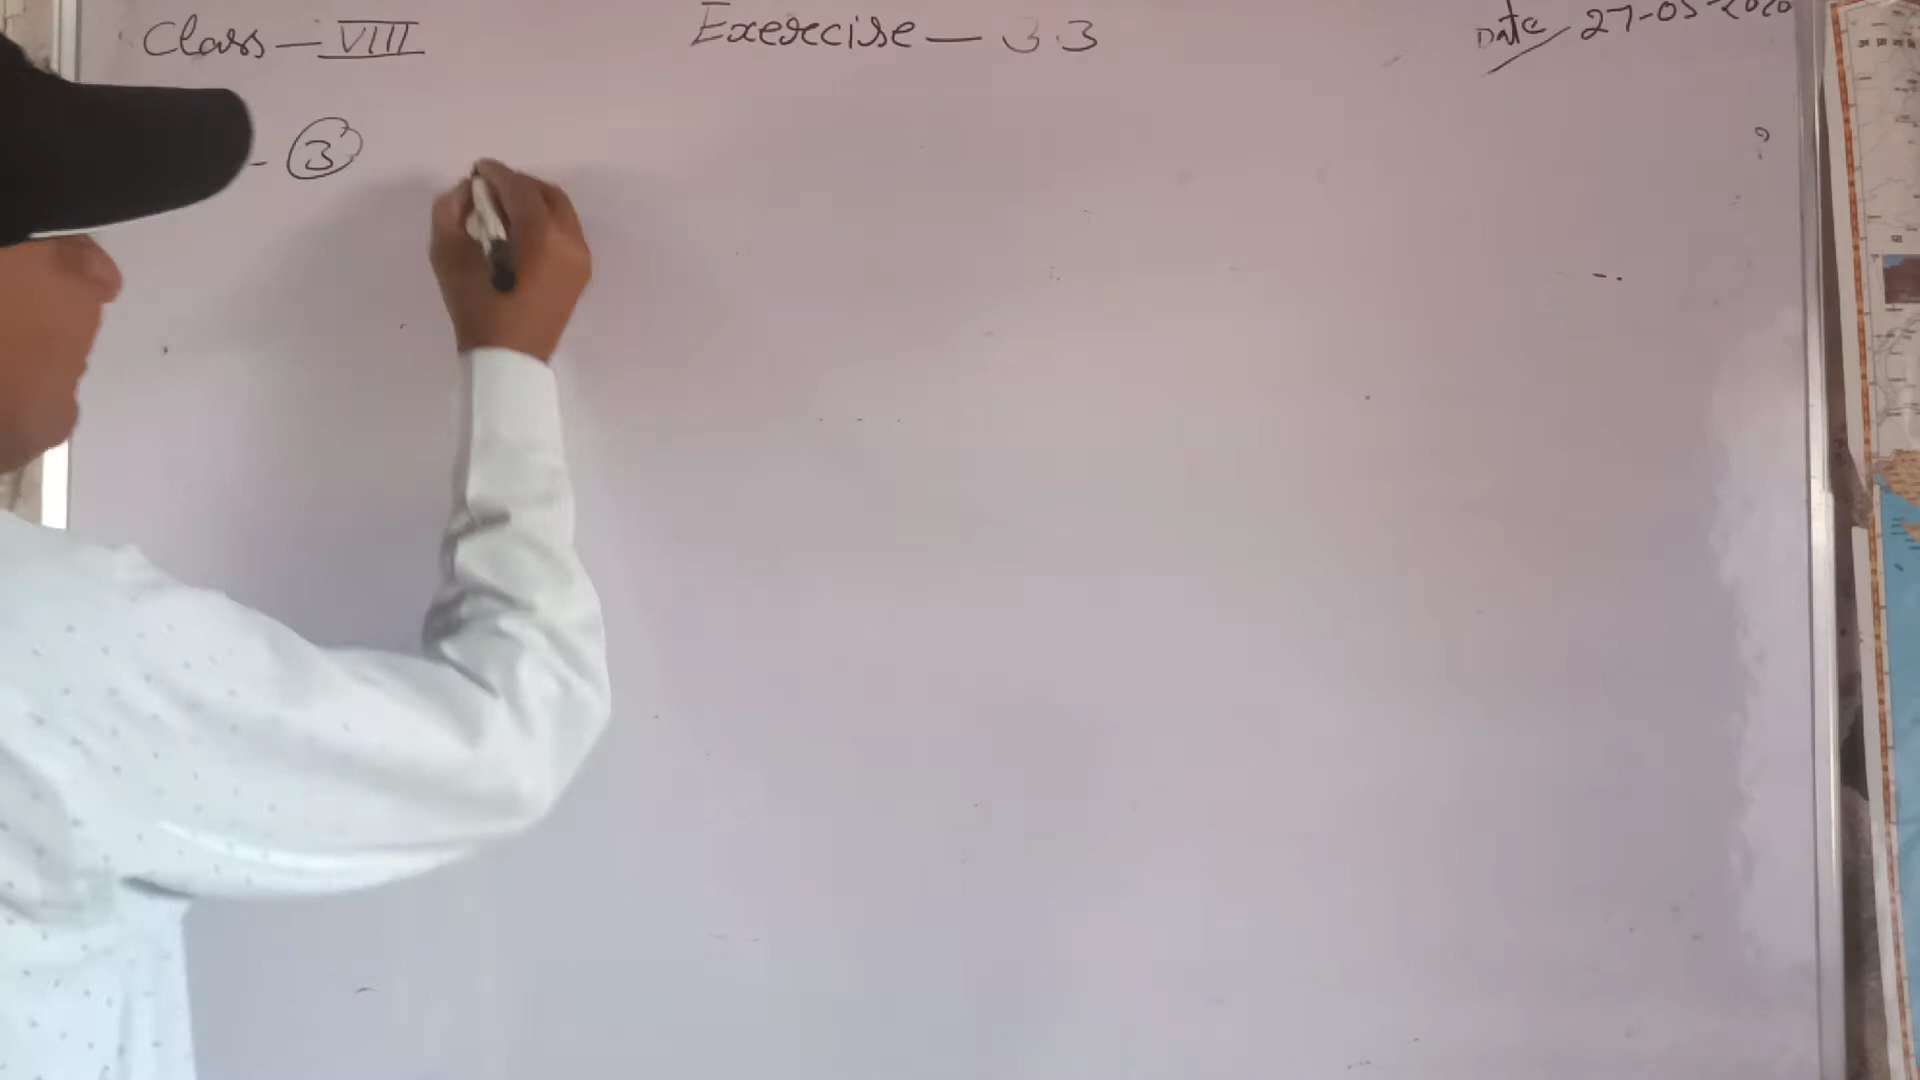 Class — VIII Exercise — 3.3 Date 27-05-2020
- 3